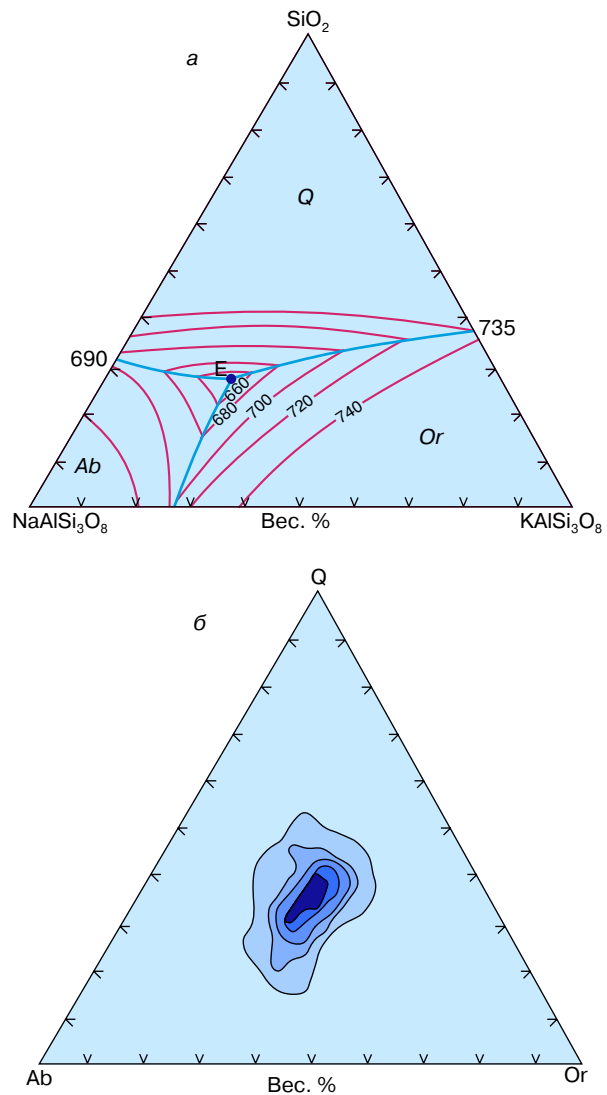 SiO₂
а
Q
690
735
E
660
680
700
720
740
Or
Ab
NaAlSi₃O₈
Вес. %
KAlSi₃O₈
Q
б
Ab
Вес. %
Or